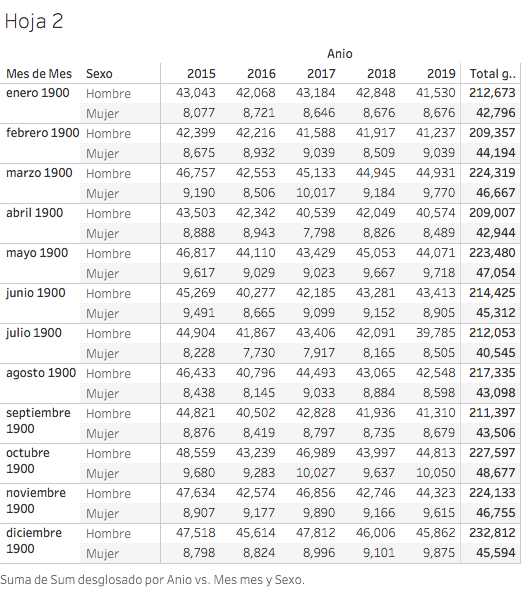 Hoja 2
Anio
Mes de Mes Sexo 2015 2016 2017 2018 2019 Total g..
enero 1900 Hombre 43,043 42,068 43,184 42,848 41,530 212,673
Mujer 8,077 8,721 8,646 8,676 8,676 42,796
febrero 1900 Hombre 42,399 42,216 41,588 41,917 41,237 209,357
Mujer 8,675 8,932 9,039 8,509 9,039 44,194
marzo 1900 Hombre 46,757 42,553 45,133 44,945 44,931 224,319
Mujer 9,190 8,506 10,017 9,184 9,770 46,667
abril 1900 Hombre 43,503 42,342 40,539 42,049 40,574 209,007
Mujer 8,888 8,943 7,798 8,826 8,489 42,944
mayo 1900 Hombre 46,817 44,110 43,429 45,053 44,071 223,480
Mujer 9,617 9,029 9,023 9,667 9,718 47,054
junio 1900 Hombre 45,269 40,277 42,185 43,281 43,413 214,425
Mujer 9,491 8,665 9,099 9,152 8,905 45,312
julio 1900 Hombre 44,904 41,867 43,406 42,091 39,785 212,053
Mujer 8,228 7,730 7,917 8,165 8,505 40,545
agosto 1900 Hombre 46,433 40,796 44,493 43,065 42,548 217,335
Mujer 8,438 8,145 9,033 8,884 8,598 43,098
septiembre Hombre 44,821 40,502 42,828 41,936 41,310 211,397
1900 Mujer 8,876 8,419 8,797 8,735 8,679 43,506
octubre Hombre 48,559 43,239 46,989 43,997 44,813 227,597
1900 Mujer 9,680 9,283 10,027 9,637 10,050 48,677
noviembre Hombre 47,634 42,574 46,856 42,746 44,323 224,133
1900 Mujer 8,907 9,177 9,890 9,166 9,615 46,755
diciembre Hombre 47,518 45,614 47,812 46,006 45,862 232,812
1900 Mujer 8,798 8,824 8,996 9,101 9,875 45,594
Suma de Sum desglosado por Anio vs. Mes mes y Sexo.